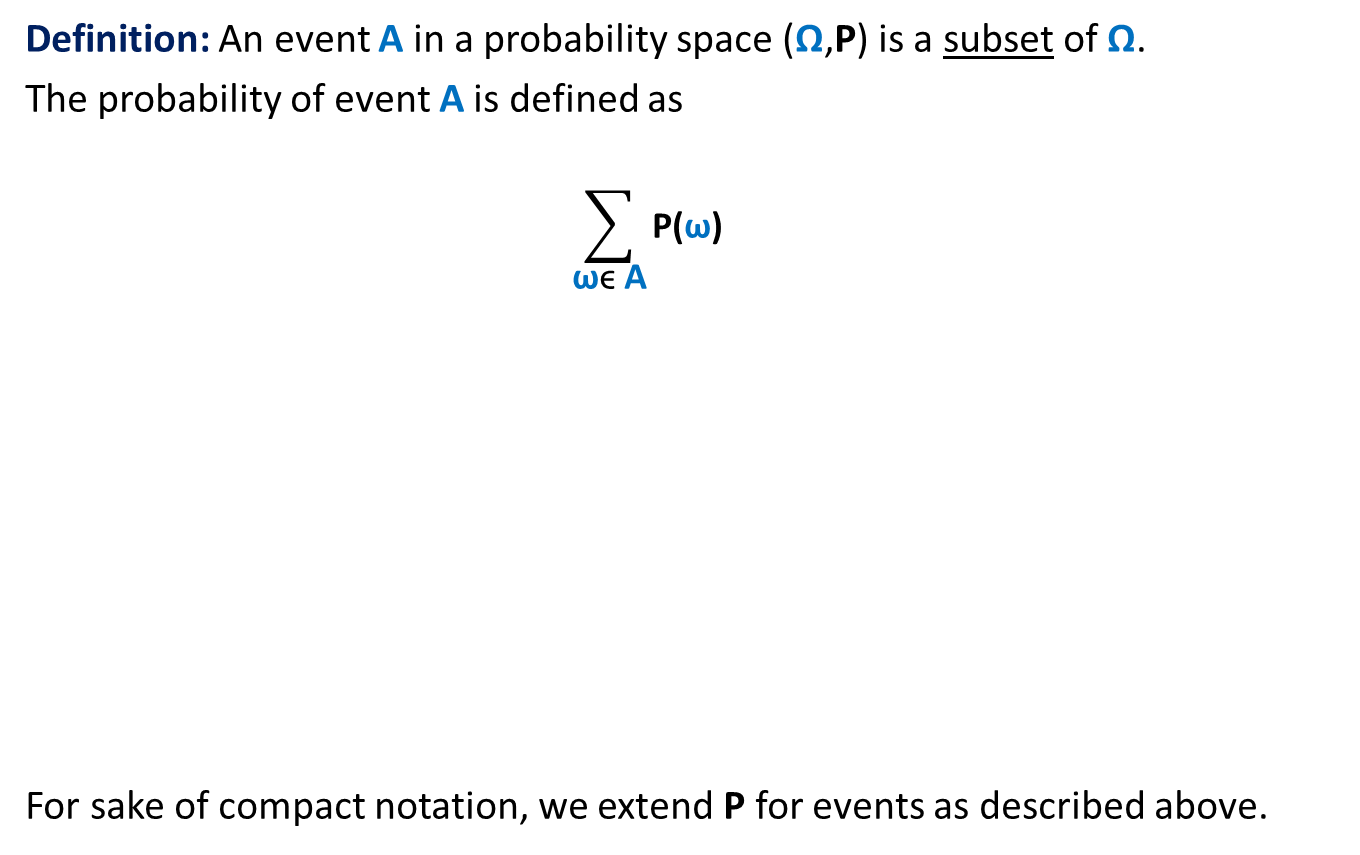 Definition: An event A in a probability space (Ω,P) is a subset of Ω.
The probability of event A is defined as
∑ P(ω)
ωϵ A
For sake of compact notation, we extend P for events as described above.